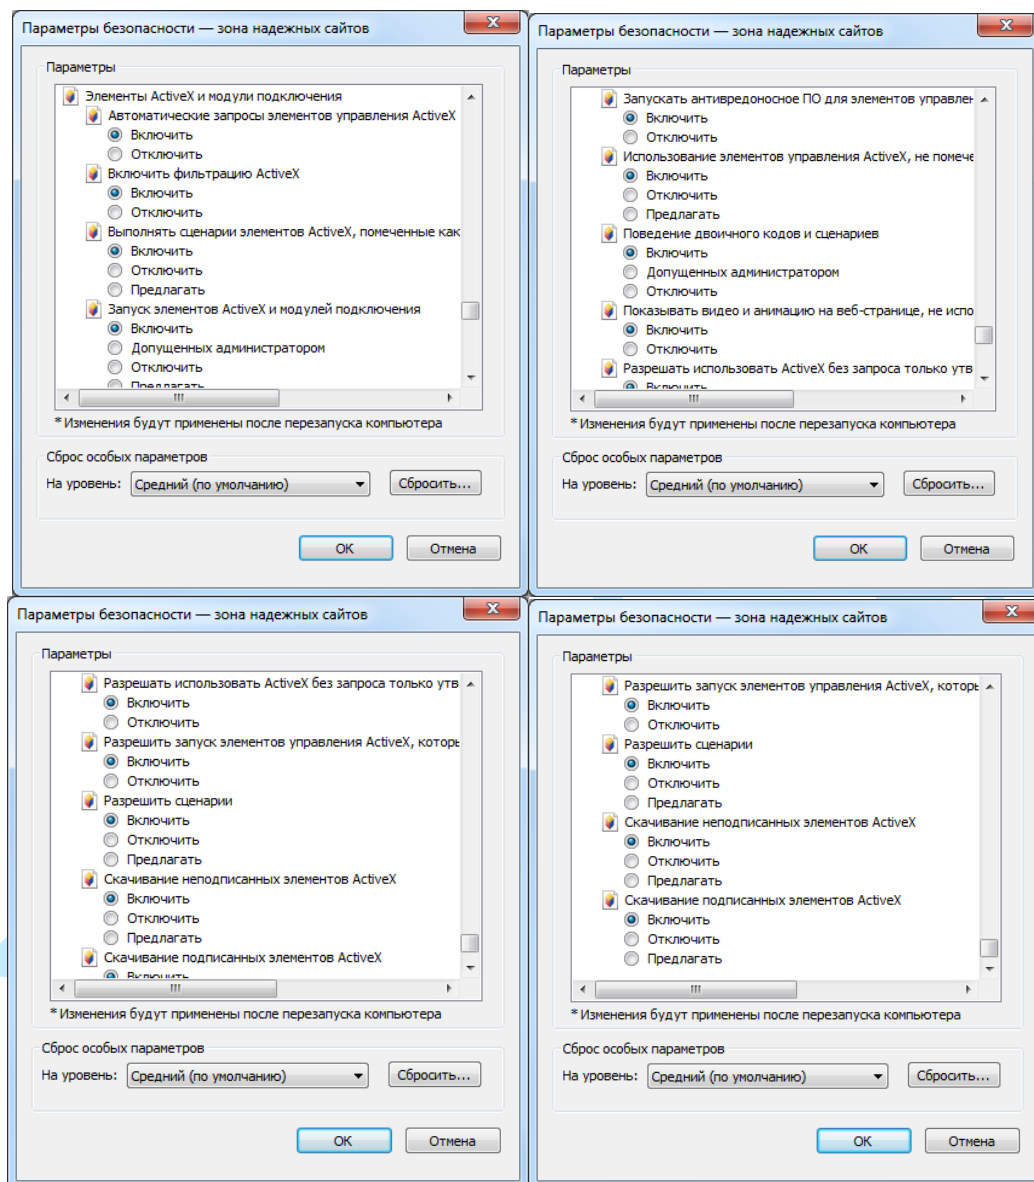 Параметры безопасности — зона надежных сайтов
Параметры
Элементы ActiveX и модули подключения
Автоматические запросы элементов управления ActiveX
Включить
Отключить
Включить фильтрацию ActiveX
Включить
Отключить
Выполнять сценарии элементов ActiveX, помеченные как
Включить
Отключить
Предлагать
Запуск элементов ActiveX и модулей подключения
Включить
Допущенных администратором
Отключить
Предлагать
* Изменения будут применены после перезапуска компьютера
Сброс особых параметров
На уровень: Средний (по умолчанию) Сбросить...
ОК Отмена
Параметры безопасности — зона надежных сайтов
Параметры
Запускать антивредоносное ПО для элементов управлен
Включить
Отключить
Использование элементов управления ActiveX, не помече
Включить
Отключить
Предлагать
Поведение двоичного кодов и сценариев
Включить
Допущенных администратором
Отключить
Показывать видео и анимацию на веб-странице, не испо
Включить
Отключить
Разрешать использовать ActiveX без запроса только утв
Включить
* Изменения будут применены после перезапуска компьютера
Сброс особых параметров
На уровень: Средний (по умолчанию) Сбросить...
ОК Отмена
Параметры безопасности — зона надежных сайтов
Параметры
Разрешать использовать ActiveX без запроса только утв
Включить
Отключить
Разрешить запуск элементов управления ActiveX, которь
Включить
Отключить
Разрешить сценарии
Включить
Отключить
Предлагать
Скачивание неподписанных элементов ActiveX
Включить
Отключить
Предлагать
Скачивание подписанных элементов ActiveX
Включить
* Изменения будут применены после перезапуска компьютера
Сброс особых параметров
На уровень: Средний (по умолчанию) Сбросить...
ОК Отмена
Параметры безопасности — зона надежных сайтов
Параметры
Разрешить запуск элементов управления ActiveX, которь
Включить
Отключить
Разрешить сценарии
Включить
Отключить
Предлагать
Скачивание неподписанных элементов ActiveX
Включить
Отключить
Предлагать
Скачивание подписанных элементов ActiveX
Включить
Отключить
Предлагать
* Изменения будут применены после перезапуска компьютера
Сброс особых параметров
На уровень: Средний (по умолчанию) Сбросить...
ОК Отмена